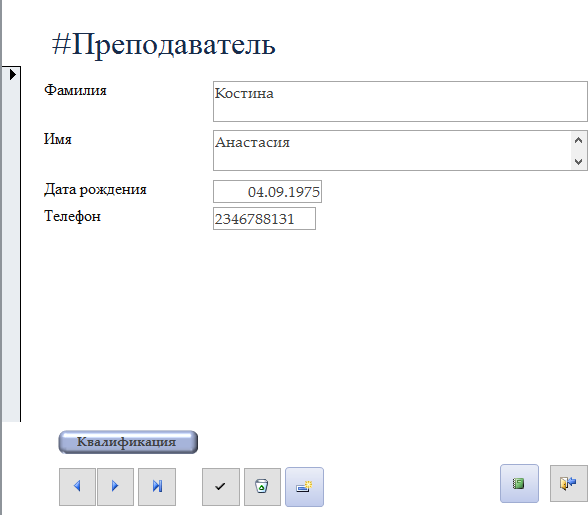 #Преподаватель
Фамилия Костина
Имя Анастасия
Дата рождения 04.09.1975
Телефон 2346788131
Квалификация